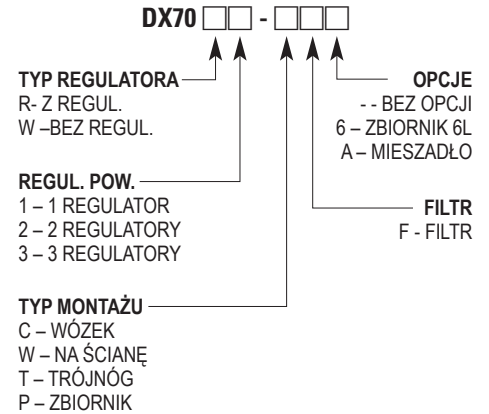 DX70 □□ - □□□
TYP REGULATORA
R- Z REGUL.
W –BEZ REGUL.
REGUL. POW.
1 – 1 REGULATOR
2 – 2 REGULATORY
3 – 3 REGULATORY
TYP MONTAŻU
C – WÓZEK
W – NA ŚCIANĘ
T – TRÓJNÓG
P – ZBIORNIK
OPCJE
- - BEZ OPCJI
6 – ZBIORNIK 6L
A – MIESZADŁO
FILTR
F - FILTR